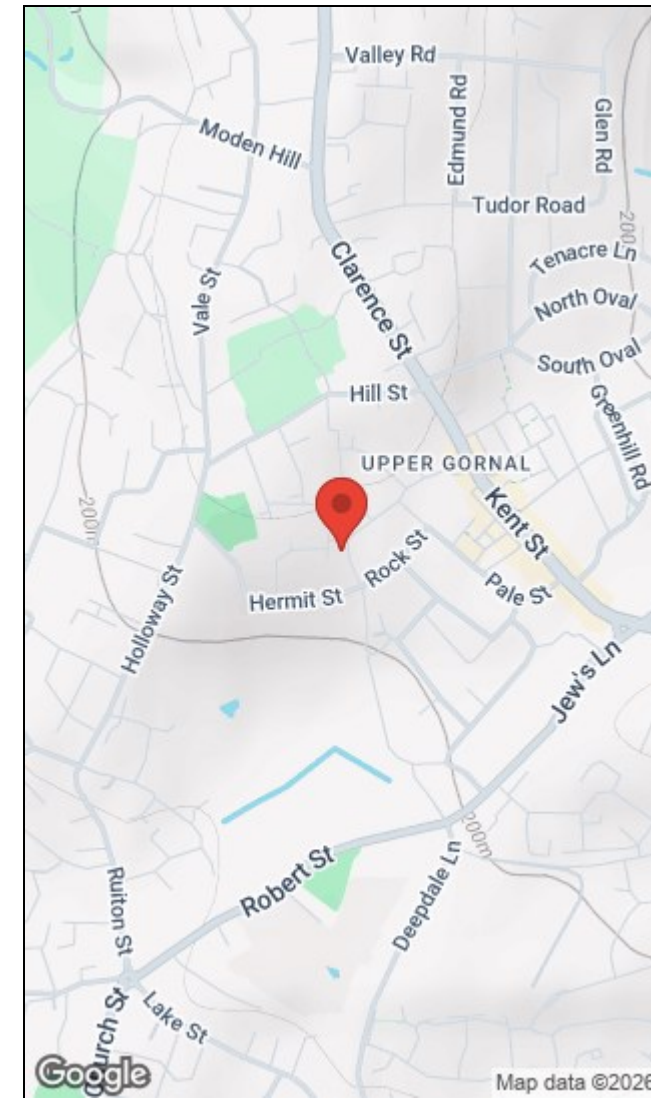 Valley Rd
Edmund Rd
Glen Rd
Moden Hill
Tudor Road
200m
Tenacre Ln
Clarence St
Vale St
North Oval
South Oval
Hill St
Greenhill Rd
UPPER GORNAL
200m
Kent St
Rock St
Pale St
Hermit St
Holloway St
Jew's Ln
200m
Robert St
Ruiton St
Deepdale Ln
Lake St
Church St
Google
Map data ©2026